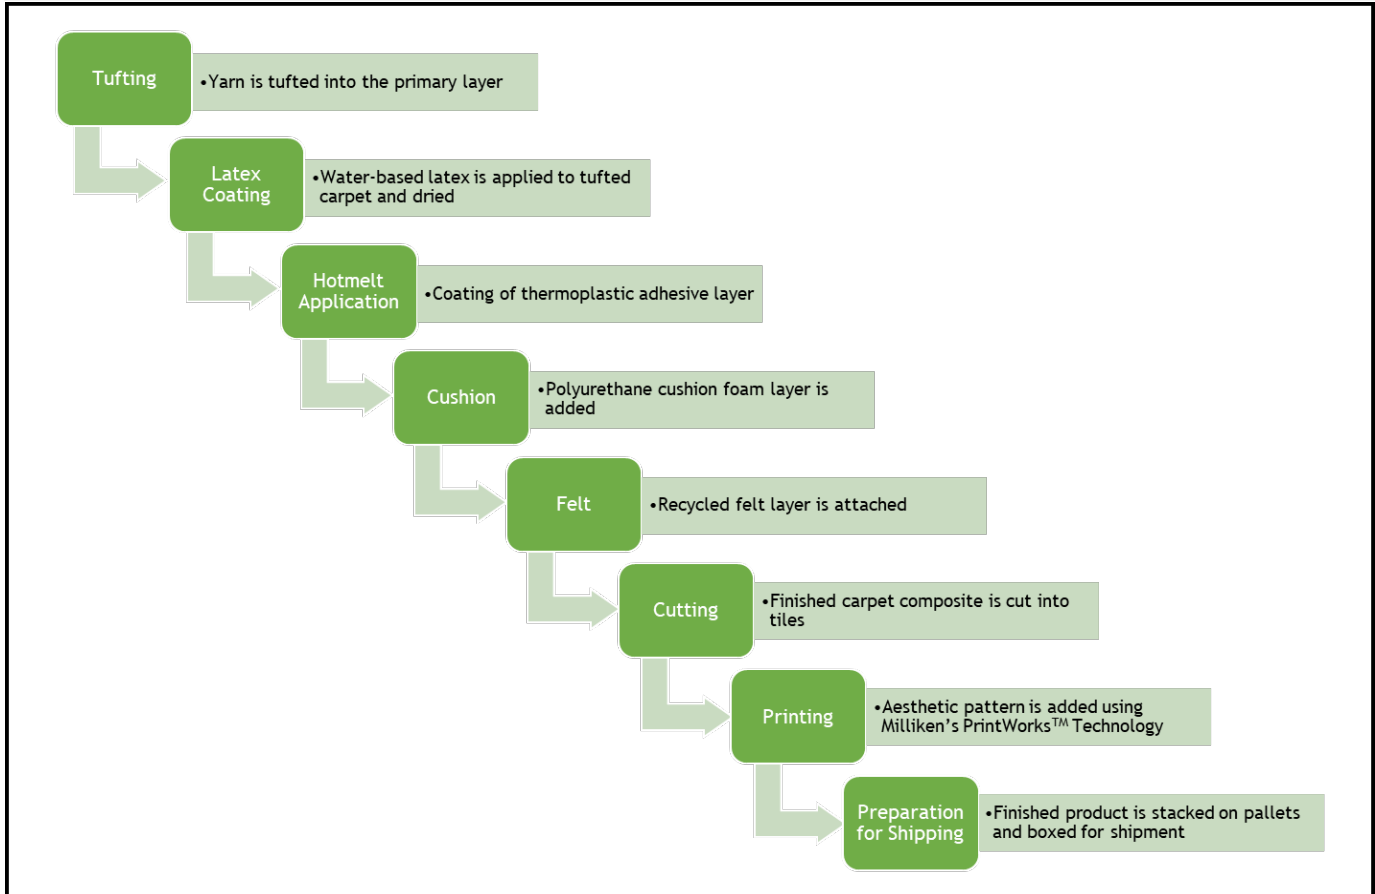 Tufting
•Yarn is tufted into the primary layer
Latex
Coating
•Water-based latex is applied to tufted
carpet and dried
Hotmelt
Application
•Coating of thermoplastic adhesive layer
Cushion
•Polyurethane cushion foam layer is
added
Felt
•Recycled felt layer is attached
Cutting
•Finished carpet composite is cut into
tiles
Printing
•Aesthetic pattern is added using
Milliken’s PrintWorks™ Technology
Preparation
for Shipping
•Finished product is stacked on pallets
and boxed for shipment